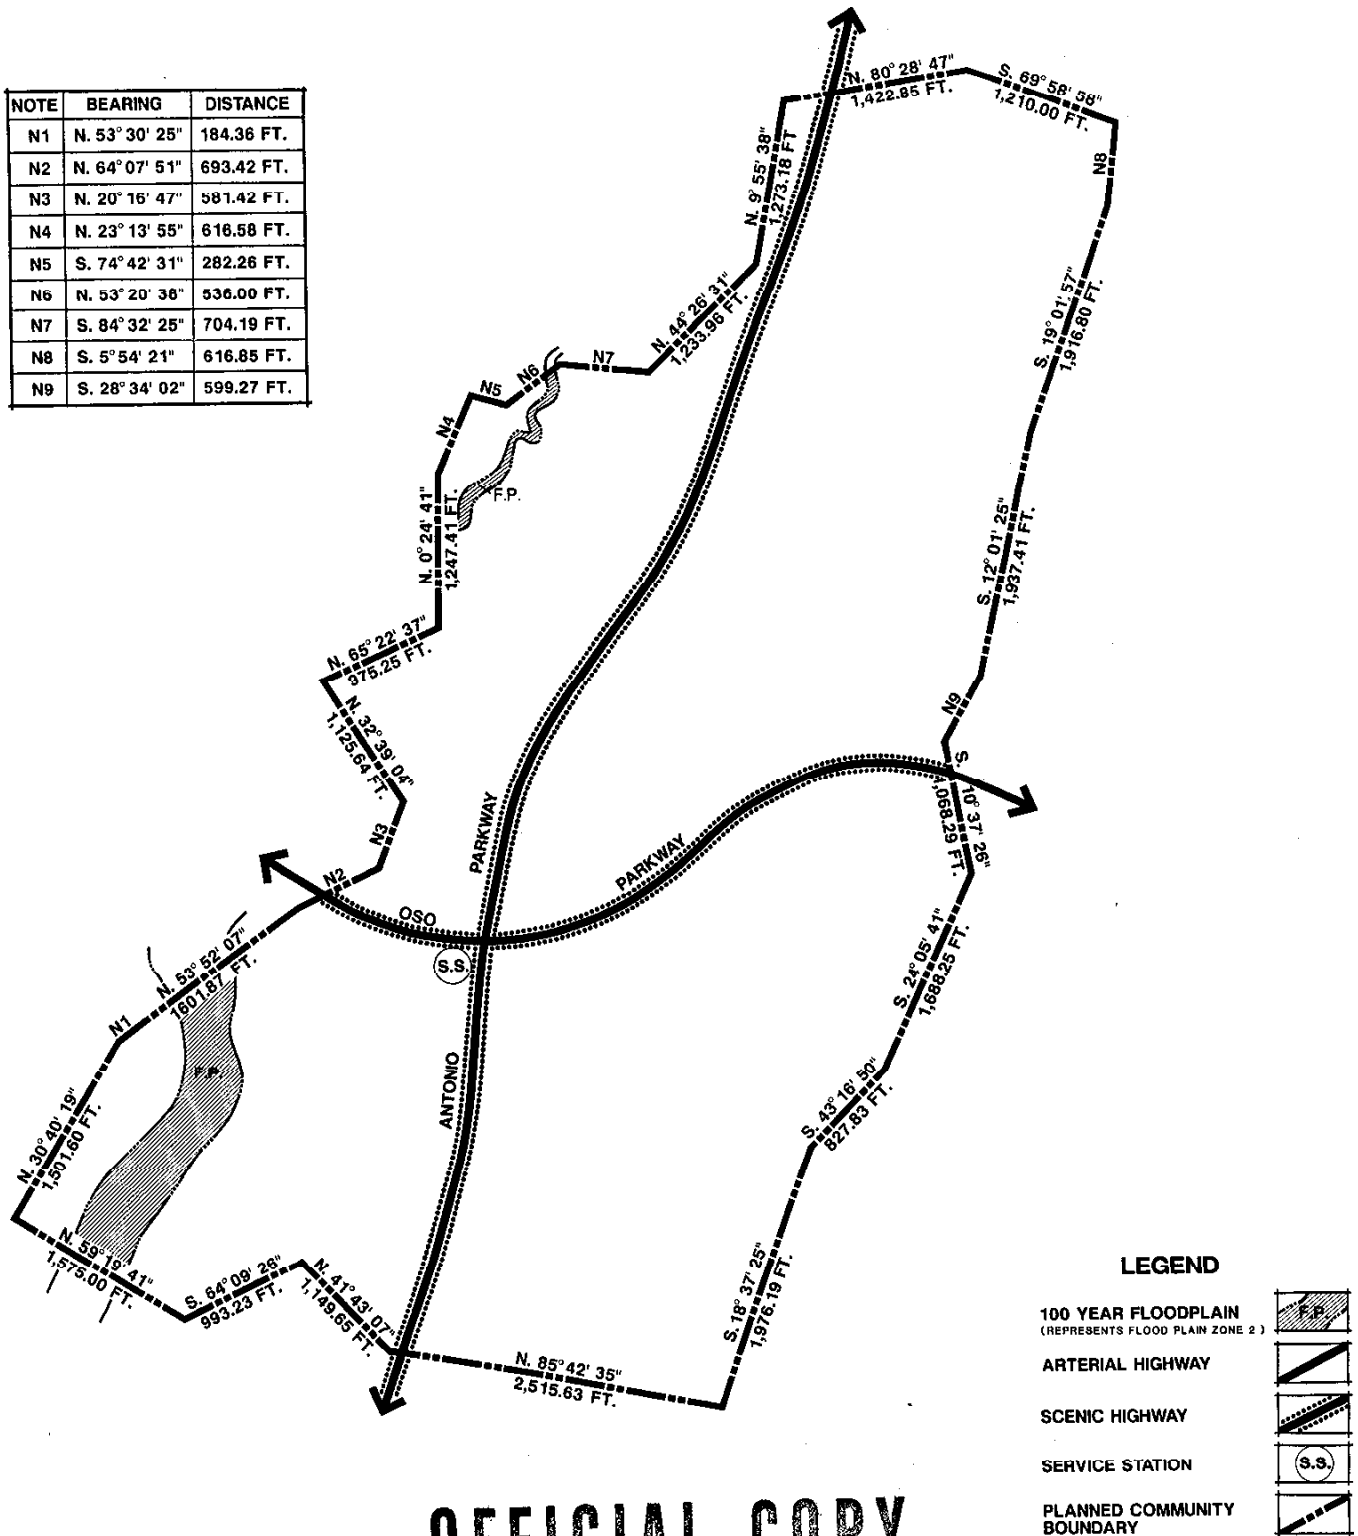 NOTE BEARING DISTANCE
N1 N. 53° 30' 25" 184.36 FT.
N2 N. 64° 07' 51" 693.42 FT.
N3 N. 20° 16' 47" 581.42 FT.
N4 N. 23° 13' 55" 616.58 FT.
N5 S. 74° 42' 31" 282.26 FT.
N6 N. 53° 20' 38" 536.00 FT.
N7 S. 84° 32' 25" 704.19 FT.
N8 S. 5° 54' 21" 616.85 FT.
N9 S. 28° 34' 02" 599.27 FT.
N. 80° 28' 47"
1,422.85 FT.
S. 69° 58' 58"
1,210.00 FT.
N8
N. 9° 55' 38"
1,273.18 FT
S. 19° 01' 57"
1,916.80 FT.
N. 44° 26' 31"
1,233.96 FT.
N7
N6
N5
N4
F.P.
N. 0° 24' 41"
1,247.41 FT.
S. 12° 01' 25"
1,937.41 FT.
N. 65° 22' 37"
375.25 FT.
N. 32° 39' 04"
1,125.64 FT.
N9
S. 10° 37' 26"
1,068.29 FT.
N3
PARKWAY
PARKWAY
N2
OSO
S.S.
N. 53° 52' 07"
1601.87 FT.
S. 24° 05' 41"
1,688.25 FT.
N1
F.P.
ANTONIO
S. 43° 16' 50"
827.83 FT.
N. 30° 40' 19"
1,501.60 FT.
N. 59° 19' 41"
1,575.00 FT.
S. 64° 09' 26"
993.23 FT.
N. 41° 43' 07"
1,149.65 FT.
S. 18° 37' 25"
1,976.19 FT.
N. 85° 42' 35"
2,515.63 FT.
LEGEND
100 YEAR FLOODPLAIN F.P.
(REPRESENTS FLOOD PLAIN ZONE 2)
ARTERIAL HIGHWAY
SCENIC HIGHWAY
SERVICE STATION S.S.
PLANNED COMMUNITY
BOUNDARY
OFFICIAL COPY